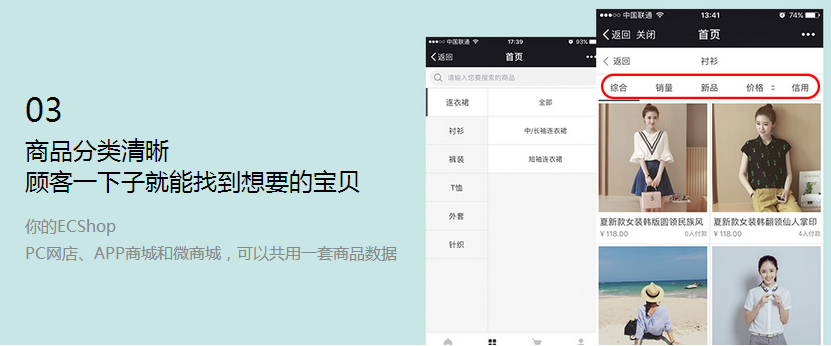 03
商品分类清晰
顾客一下子就能找到想要的宝贝
你的ECShop
PC网店、APP商城和微商城，可以共用一套商品数据
中国联通 17:39 93%
返回 首页
请输入您要搜索的商品
连衣裙 全部
衬衫 中/长袖连衣裙
裤装 短袖连衣裙
T恤
外套
针织
中国联通 13:41 74%
返回 关闭 首页
返回 衬衫
综合 销量 新品 价格 信用
夏新款女装韩版圆领民族风 夏新款女装韩翻领仙人掌印
¥118.00 0人付款 ¥118.00 4人付款